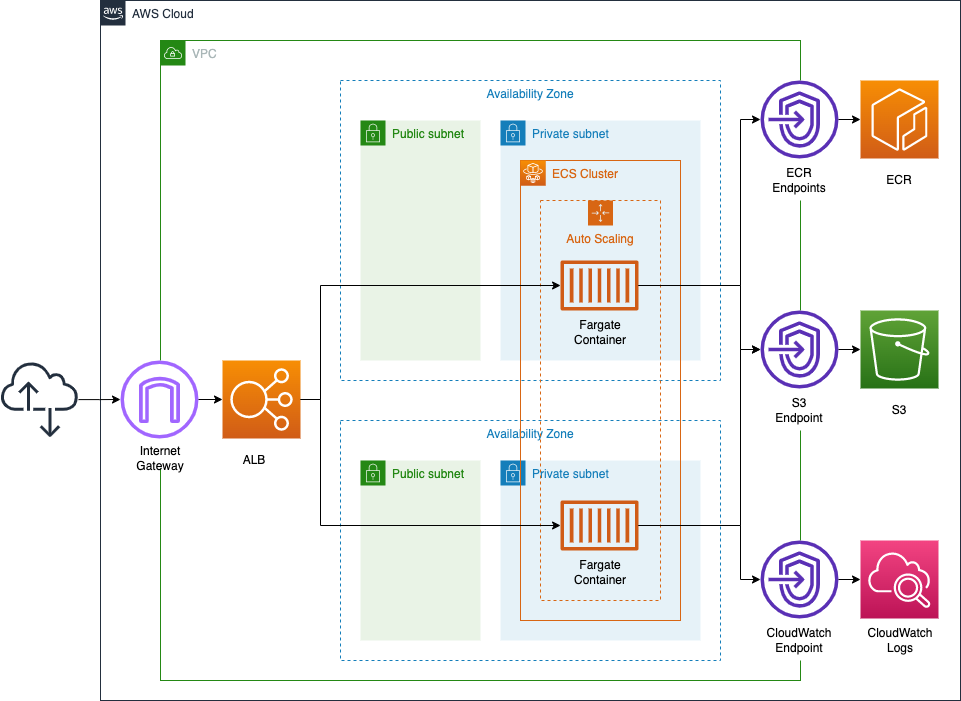 aws
AWS Cloud
VPC
Availability Zone
Public subnet
Private subnet
ECS Cluster
Auto Scaling
Fargate
Container
ECR
Endpoints
ECR
S3
Endpoint
S3
Internet
Gateway
ALB
Availability Zone
Public subnet
Private subnet
Fargate
Container
CloudWatch
Endpoint
CloudWatch
Logs